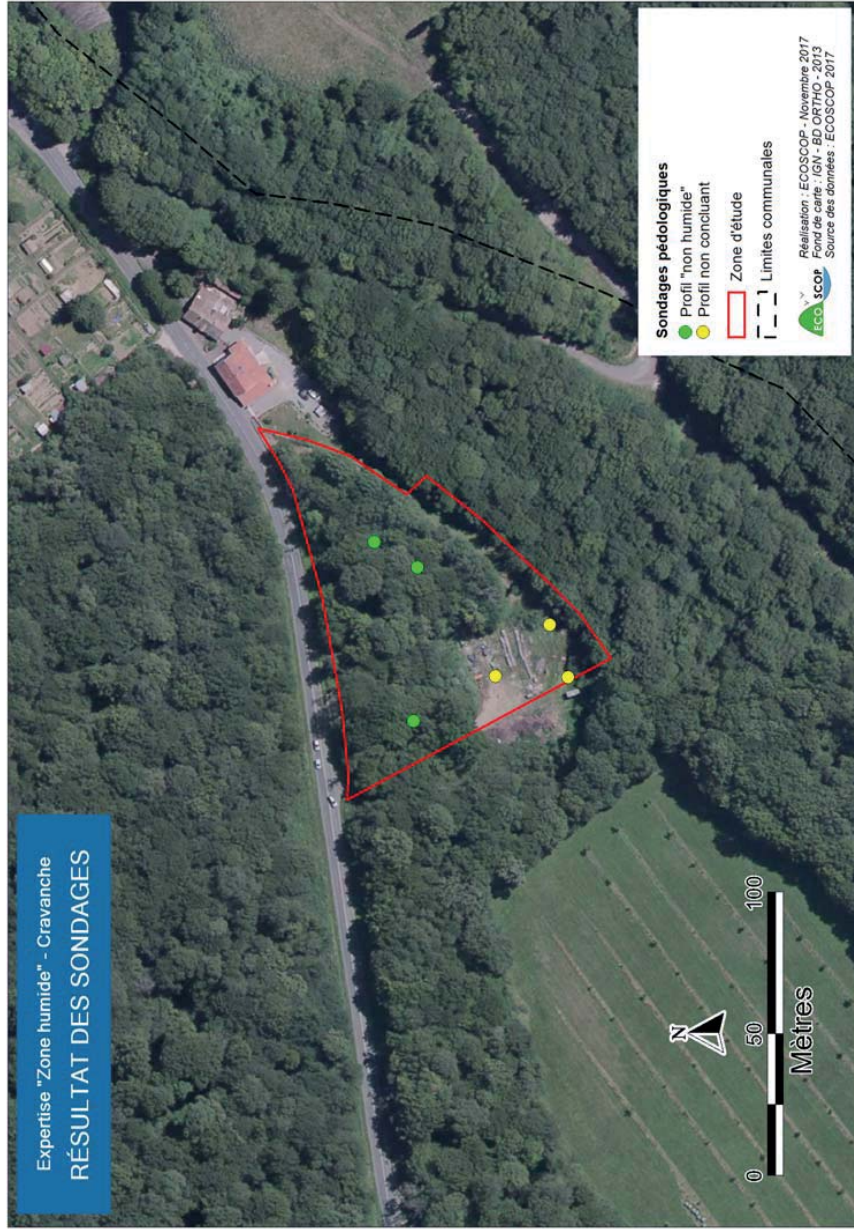 Expertise "Zone humide" - Cravanche
RÉSULTAT DES SONDAGES
N
0
50
100
Mètres
Sondages pédologiques
Profil "non humide"
Profil non concluant
Zone d'étude
Limites communales
ECO SCOP
Réalisation : ECOSCOP - Novembre 2017
Fond de carte : IGN - BD ORTHO - 2013
Source des données : ECOSCOP 2017